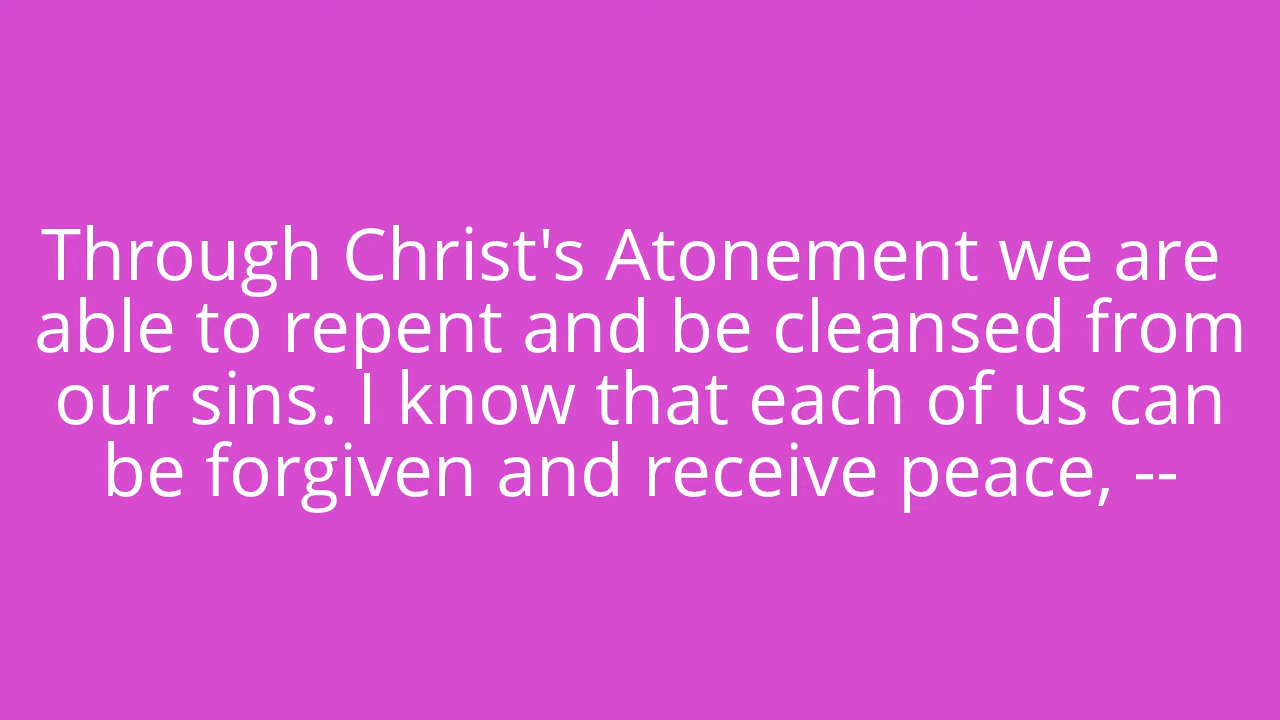 Through Christ's Atonement we are
able to repent and be cleansed from
our sins. I know that each of us can
be forgiven and receive peace, --